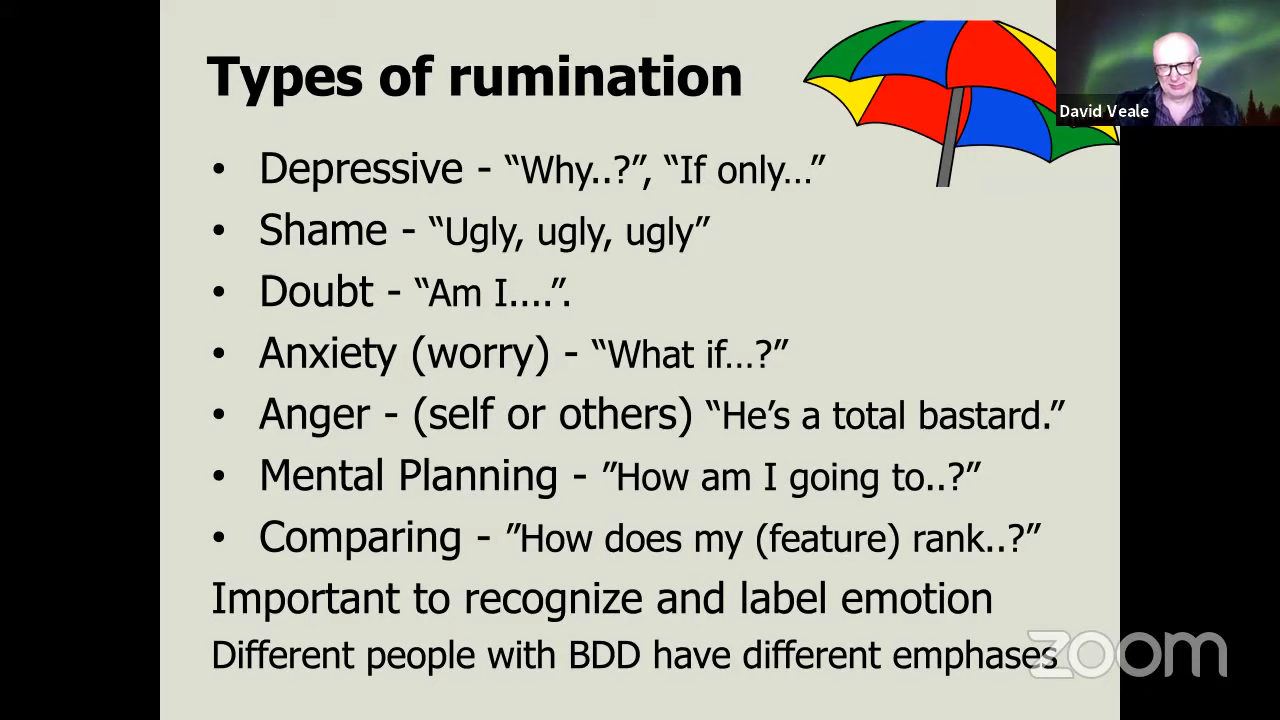 Types of rumination
David Veale
• Depressive - “Why..?”, “If only…”
• Shame - “Ugly, ugly, ugly”
• Doubt - “Am I....”.
• Anxiety (worry) - “What if…?”
• Anger - (self or others) “He’s a total bastard.”
• Mental Planning - ”How am I going to..?”
• Comparing - ”How does my (feature) rank..?”
Important to recognize and label emotion
Different people with BDD have different emphases
zoom